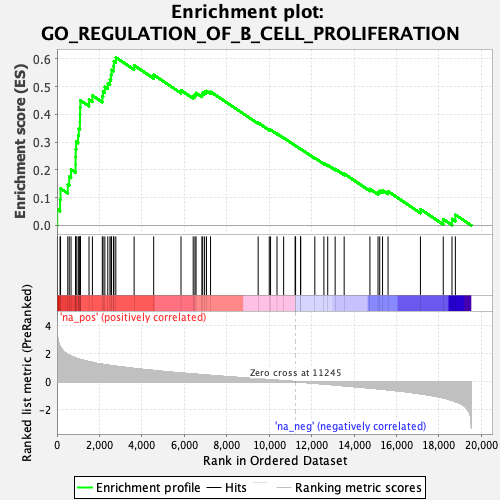 Enrichment plot:
GO_REGULATION_OF_B_CELL_PROLIFERATION
Enrichment score (ES)
0.6
0.5
0.4
0.3
0.2
0.1
0.0
'na_pos' (positively correlated)
Ranked list metric (PreRanked)
4
2
0
-2
Zero cross at 11245
'na_neg' (negatively correlated)
0
2,000
4,000
6,000
8,000
10,000
12,000
14,000
16,000
18,000
20,000
Rank in Ordered Dataset
Enrichment profile
Hits
Ranking metric scores